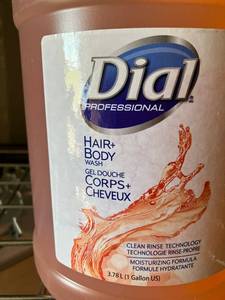 Dial
PROFESSIONAL
HAIR+
BODY
WASH
GEL DOUCHE
CORPS+
CHEVEUX
CLEAN RINSE TECHNOLOGY
TECHNOLOGIE RINSE-PROPRE
MOISTURIZING FORMULA
FORMULE HYDRATANTE
3.78 L (1 Gallon US)